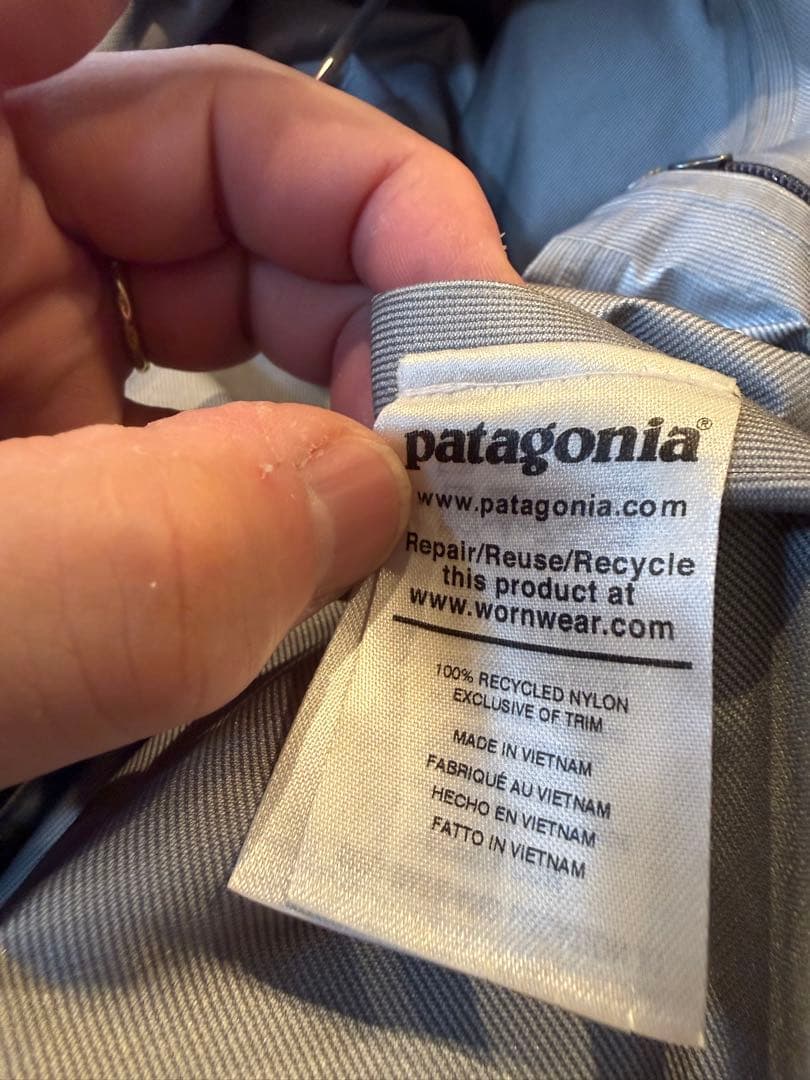 patagonia®
www.patagonia.com
Repair/Reuse/Recycle
this product at
www.wornwear.com
100% RECYCLED NYLON
EXCLUSIVE OF TRIM
MADE IN VIETNAM
FABRIQUÉ AU VIETNAM
HECHO EN VIETNAM
FATTO IN VIETNAM